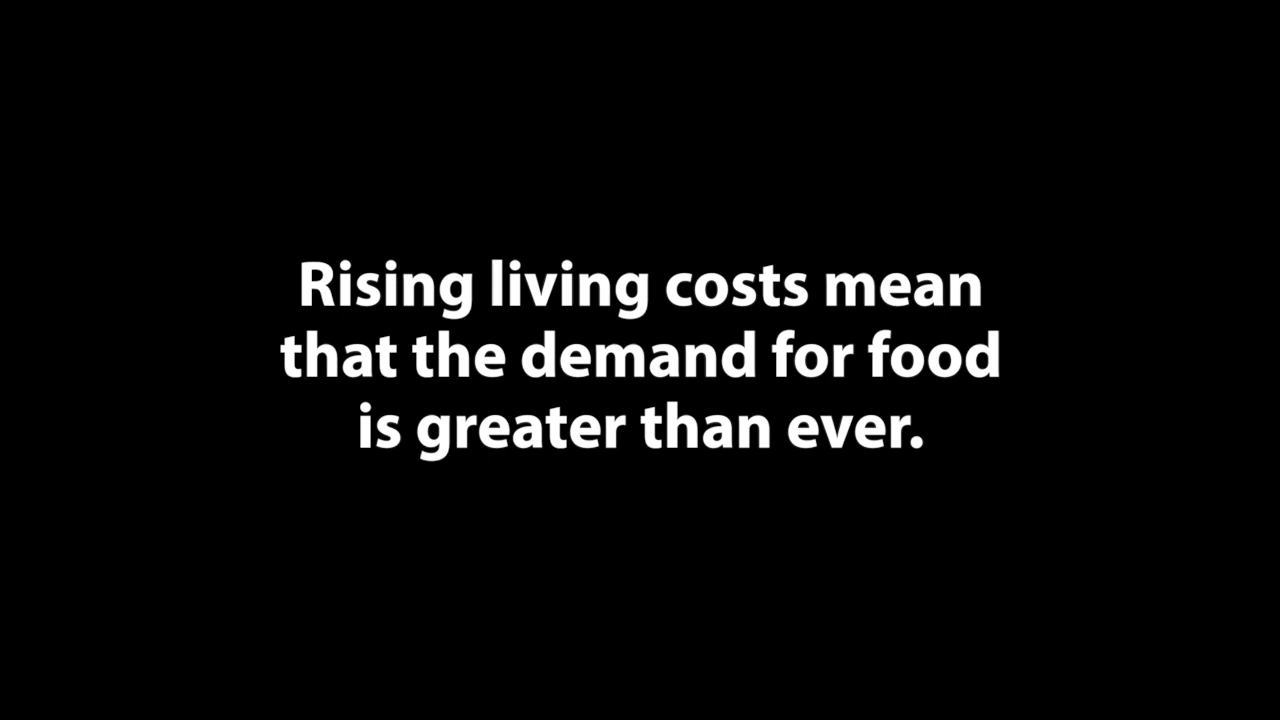 Rising living costs mean
that the demand for food
is greater than ever.